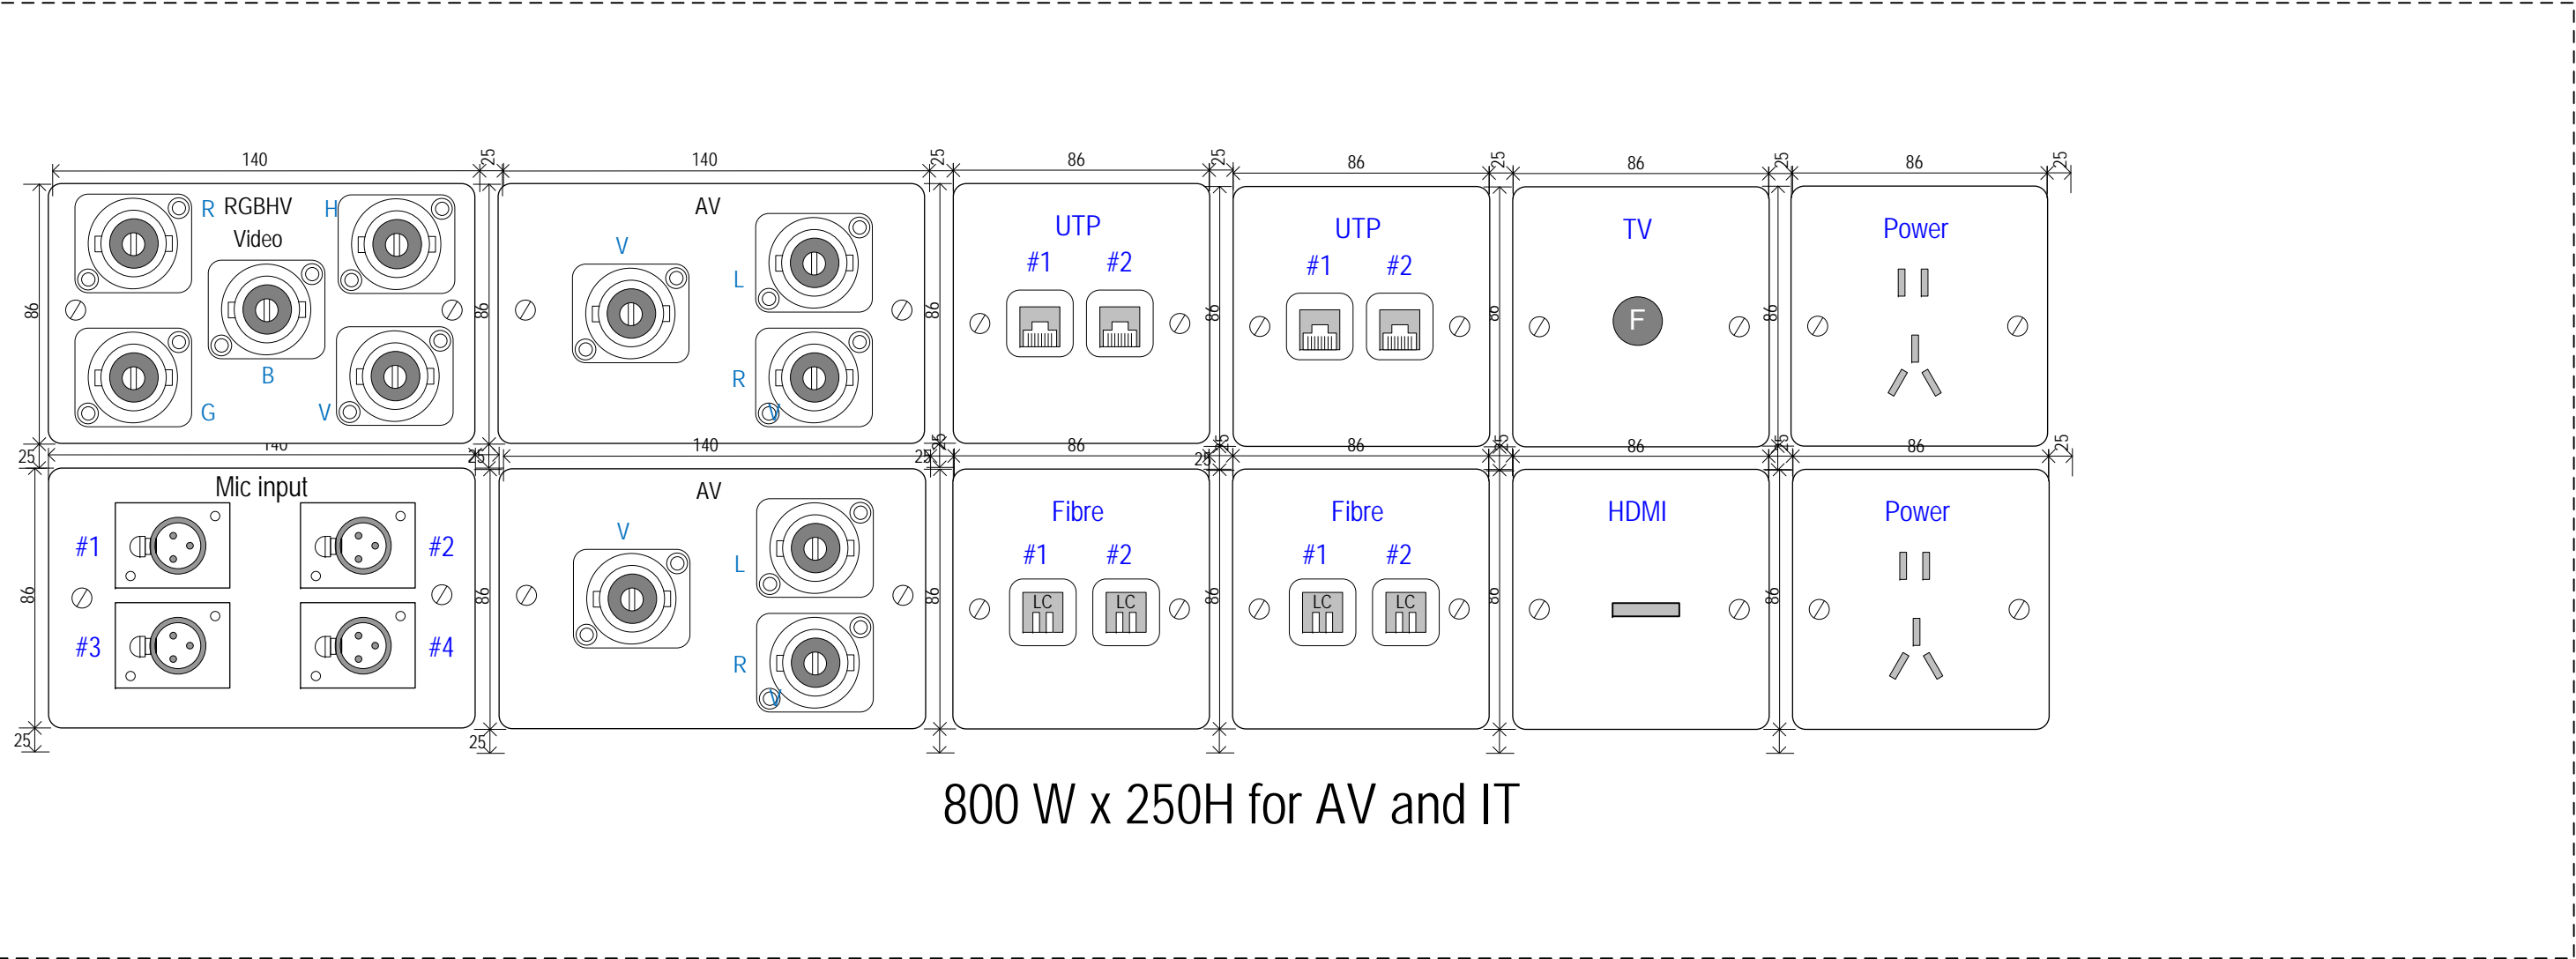 140 25 140 25 86 25 86 25 86 25 86 25
R RGBHV H
Video
B
G V
86
AV
V
L
R
V
86
UTP
#1 #2
86
UTP
#1 #2
86
TV
F
86
Power
86
25 140 25 140 25 25 86 25 25 86 25 86 25 86 25
Mic input
#1 #2
#3 #4
86
AV
V
L
R
V
86
Fibre
#1 #2
LC LC
86
Fibre
#1 #2
LC LC
86
HDMI
86
Power
86
25 25
800 W x 250H for AV and IT